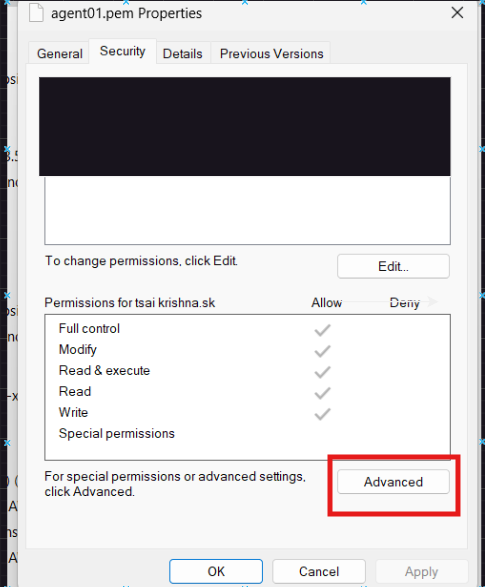 agent01.pem Properties
General Security Details Previous Versions
To change permissions, click Edit.
Edit...
Permissions for tsai krishna.sk Allow Deny
Full control
Modify
Read & execute
Read
Write
Special permissions
For special permissions or advanced settings,
click Advanced.
Advanced
OK Cancel Apply